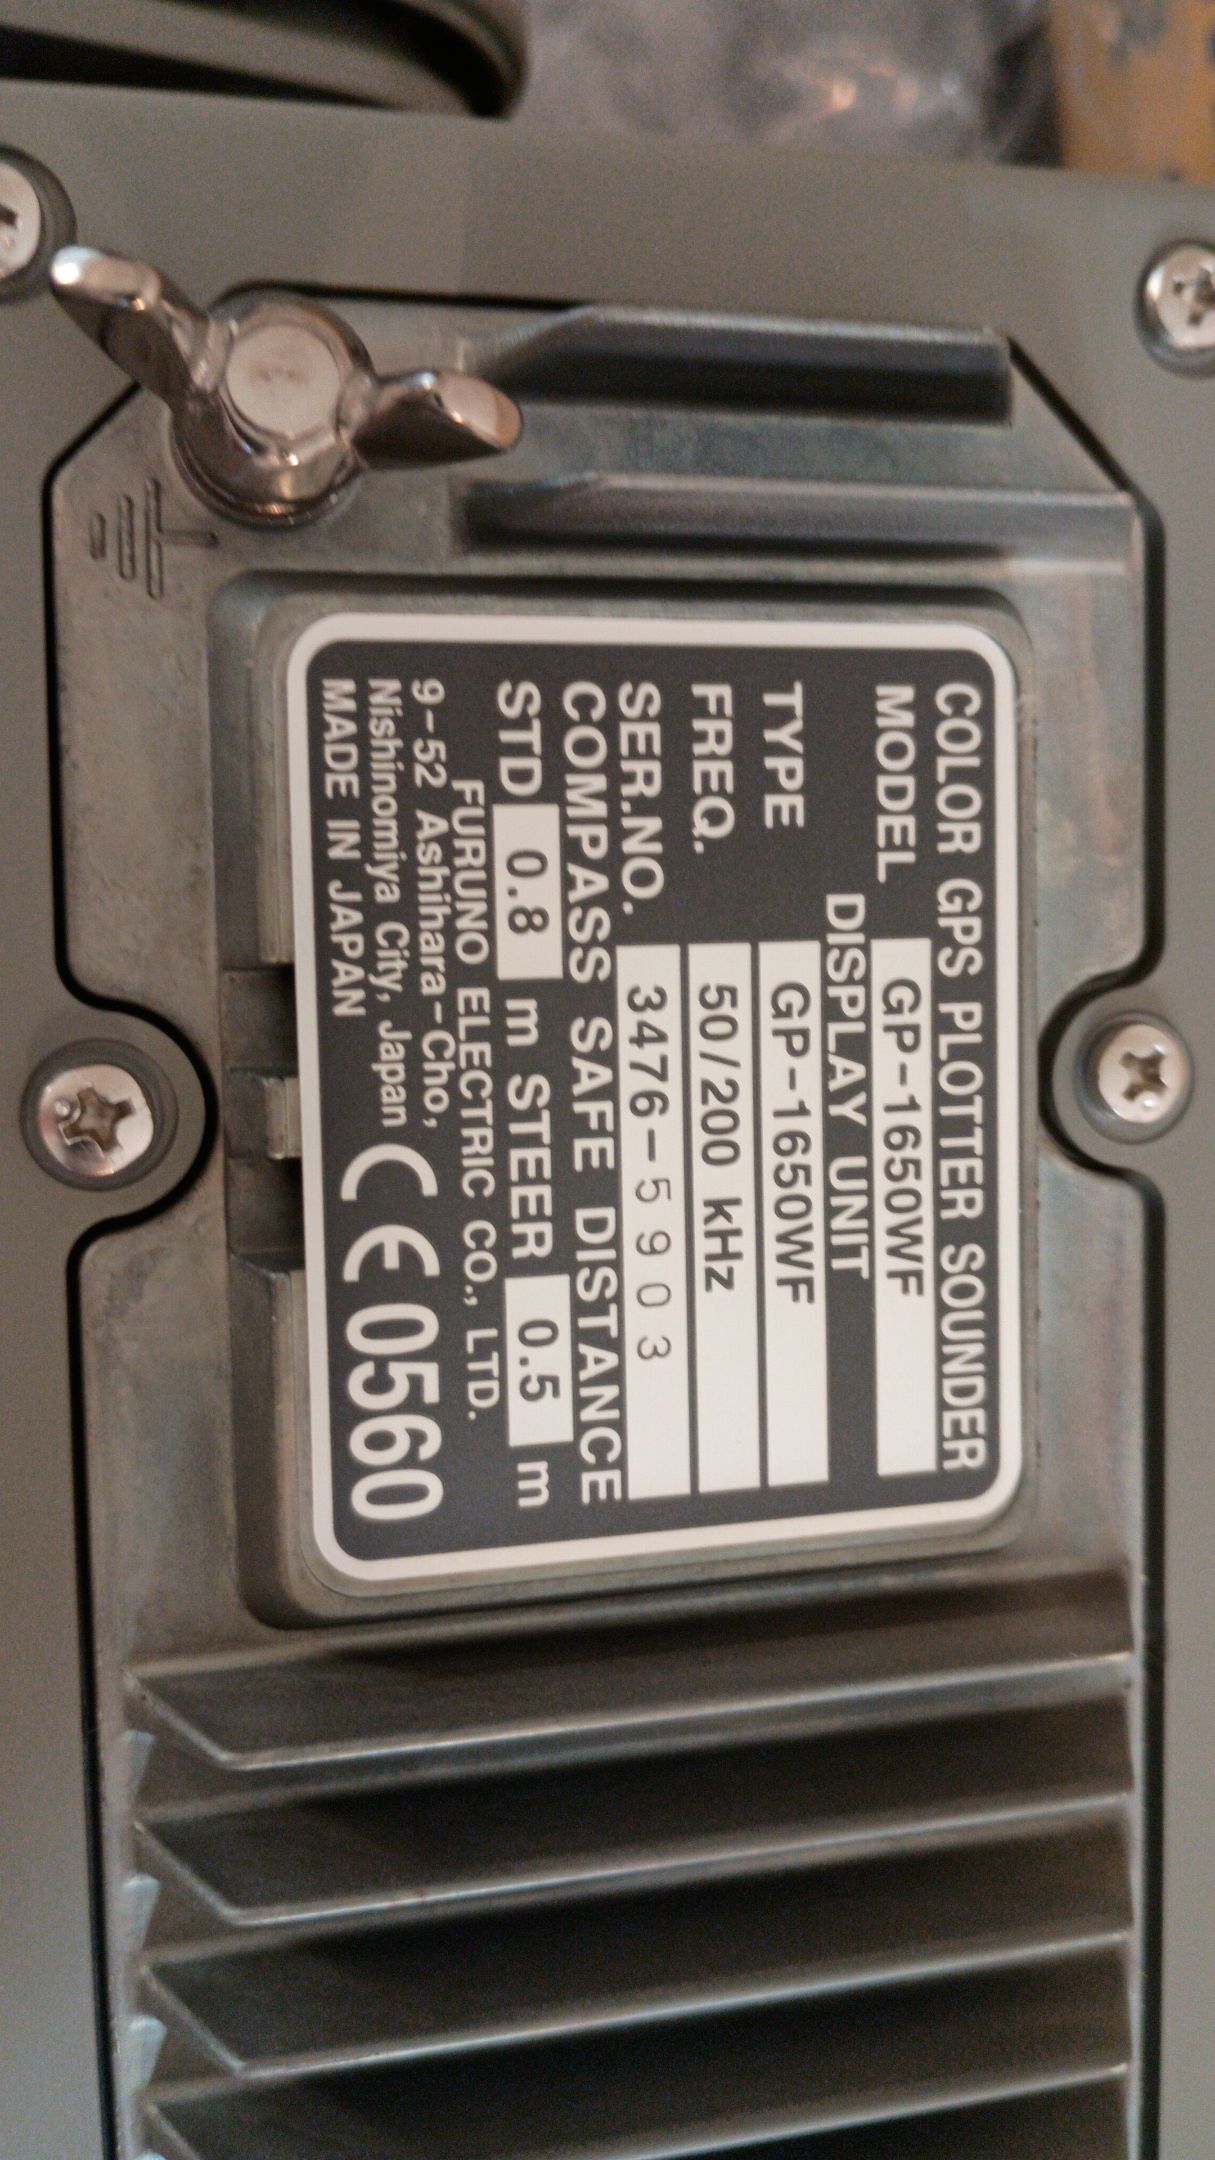 COLOR GPS PLOTTER SOUNDER
MODEL GP-1650WF
DISPLAY UNIT
TYPE GP-1650WF
FREQ. 50/200 kHz
SER.NO. 3476-5903
COMPASS SAFE DISTANCE
STD 0.8 m STEER 0.5 m
FURUNO ELECTRIC CO., LTD.
9-52 Ashihara-Cho,
Nishinomiya City, Japan
MADE IN JAPAN
CE 0560